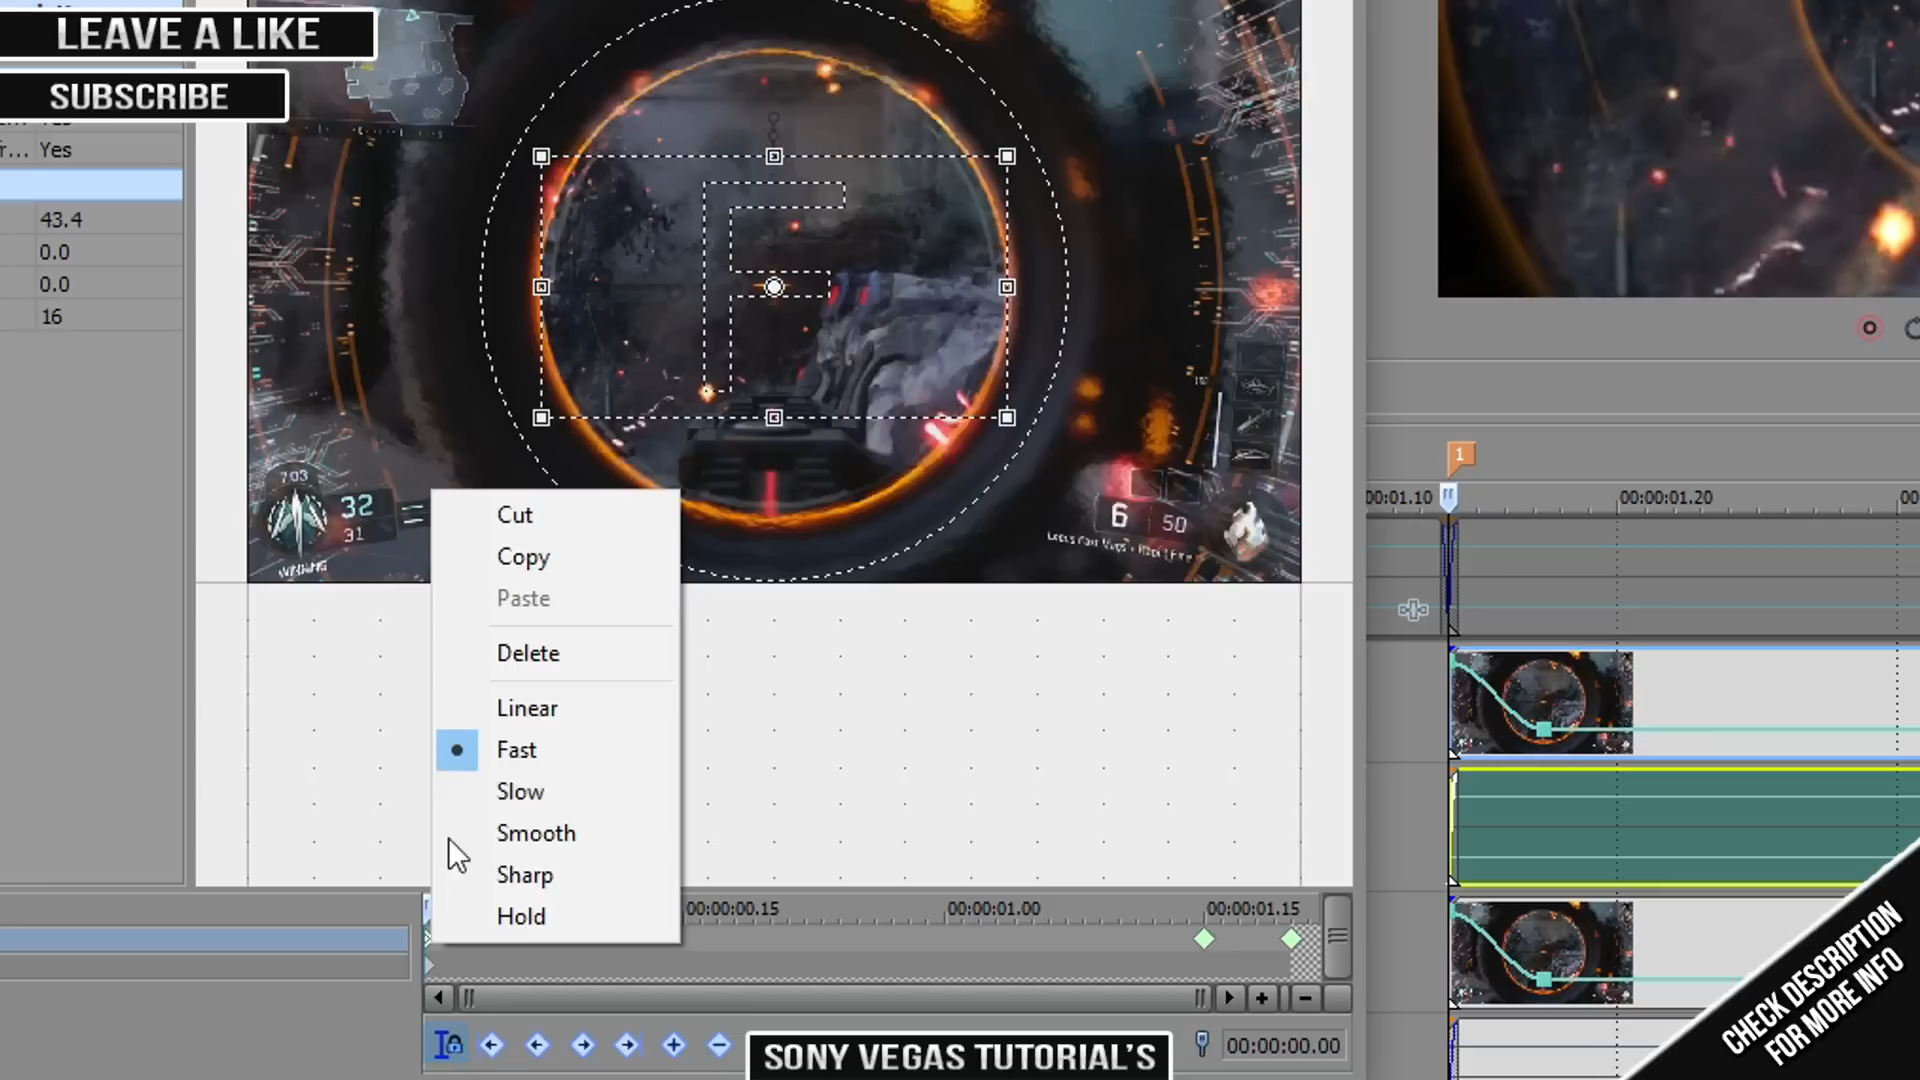 LEAVE A LIKE
SUBSCRIBE
Yes
43.4
0.0
0.0
16
703
32
31
WINNING
6
50
Cut
Copy
Paste
Delete
Linear
Fast
Slow
Smooth
Sharp
Hold
00:00:00.15
00:00:01.00
00:00:01.15
00:00:00.00
1
00:01.10
00:00:01.20
00
SONY VEGAS TUTORIAL'S
CHECK DESCRIPTION
FOR MORE INFO